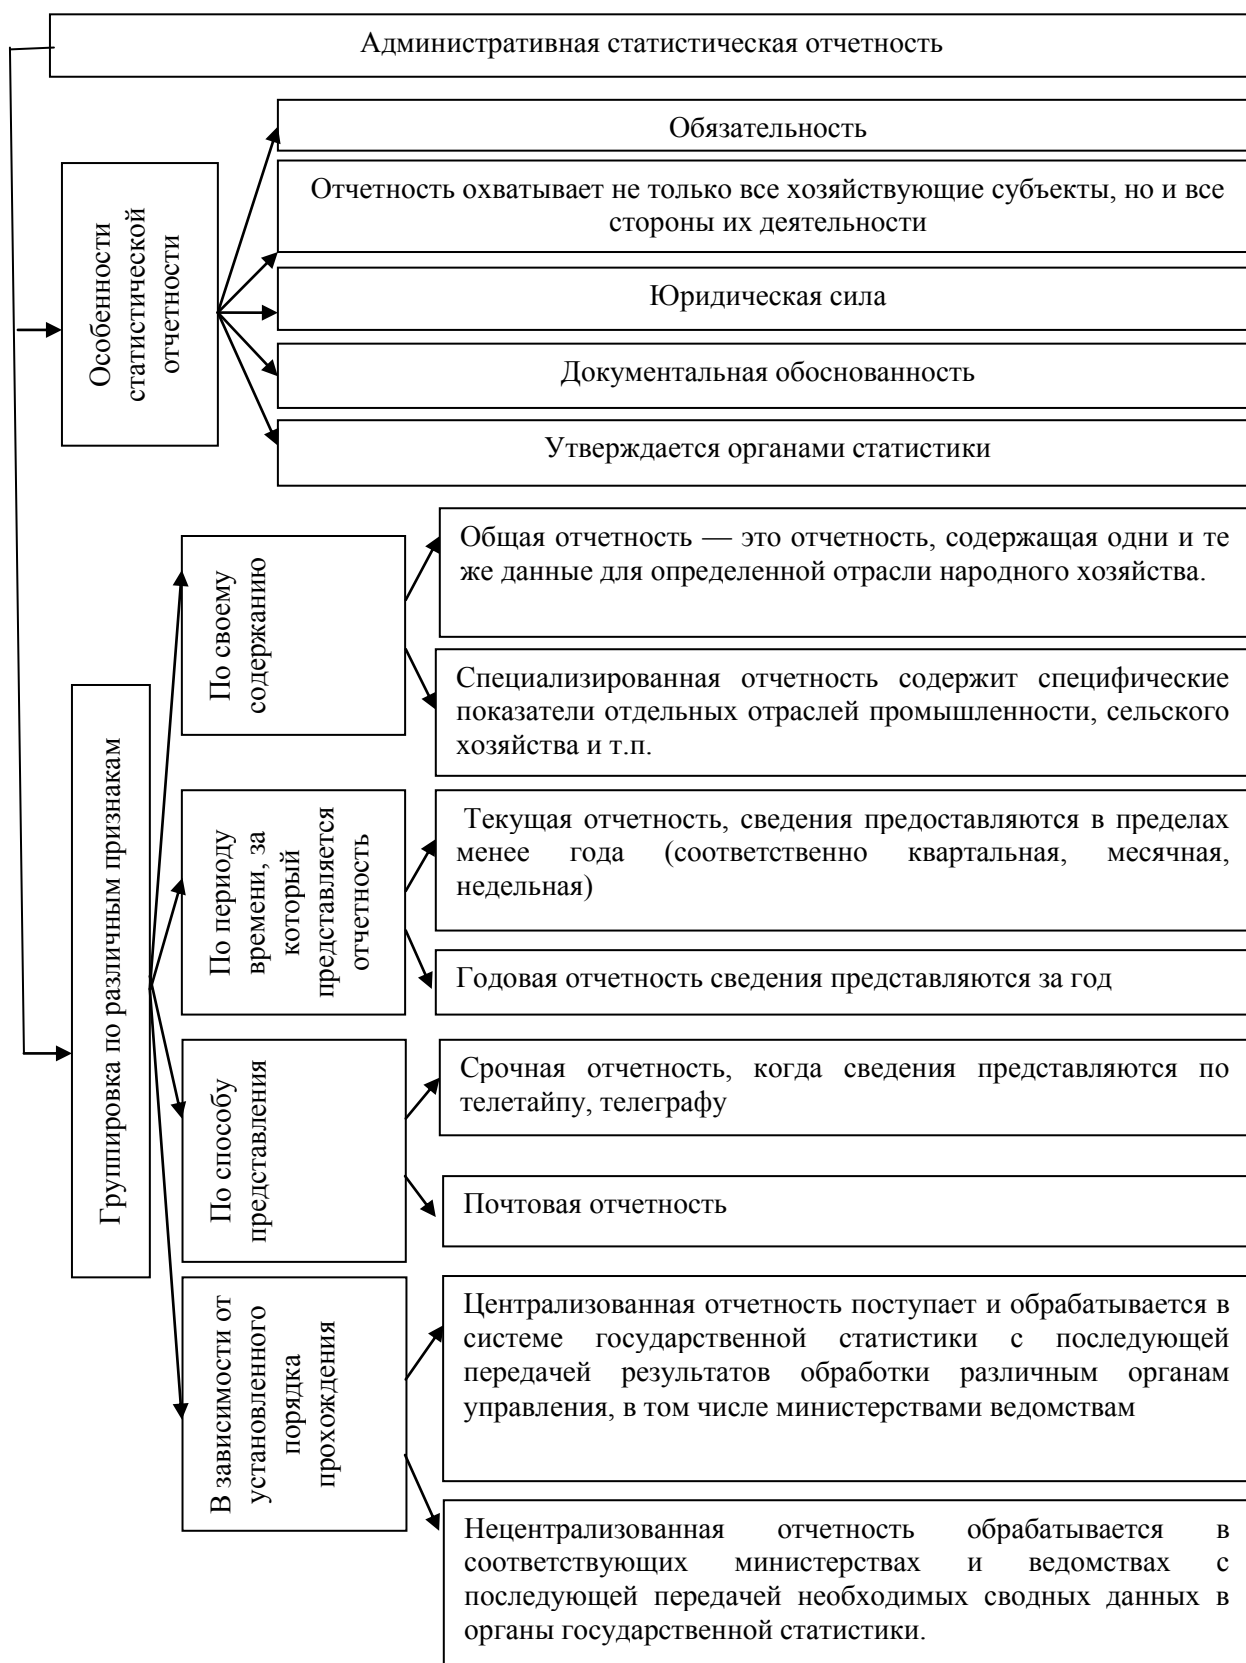 Административная статистическая отчетность
Особенности
статистической
отчетности
Обязательность
Отчетность охватывает не только все хозяйствующие субъекты, но и все
стороны их деятельности
Юридическая сила
Документальная обоснованность
Утверждается органами статистики
Группировка по различным признакам
По своему
содержанию
Общая отчетность — это отчетность, содержащая одни и те
же данные для определенной отрасли народного хозяйства.
Специализированная отчетность содержит специфические
показатели отдельных отраслей промышленности, сельского
хозяйства и т.п.
По периоду
времени, за
который
представляется
отчетность
Текущая отчетность, сведения предоставляются в пределах
менее года (соответственно квартальная, месячная,
недельная)
Годовая отчетность сведения представляются за год
По способу
представления
Срочная отчетность, когда сведения представляются по
телетайпу, телеграфу
Почтовая отчетность
В зависимости от
установленного
порядка
прохождения
Централизованная отчетность поступает и обрабатывается в
системе государственной статистики с последующей
передачей результатов обработки различным органам
управления, в том числе министерствами ведомствам
Нецентрализованная отчетность обрабатывается в
соответствующих министерствах и ведомствах с
последующей передачей необходимых сводных данных в
органы государственной статистики.